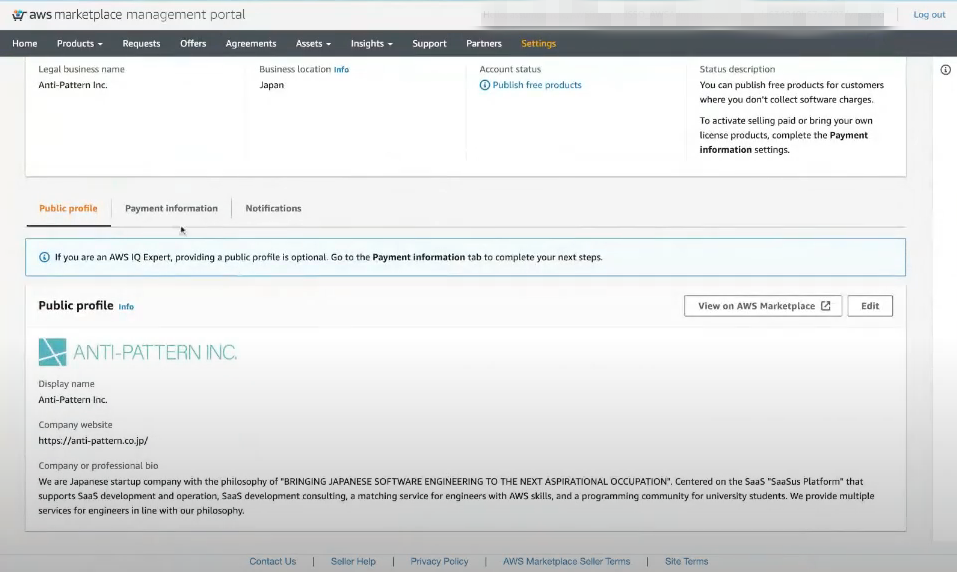 aws marketplace management portal
Log out
Home Products Requests Offers Agreements Assets Insights Support Partners Settings
Legal business name
Anti-Pattern Inc.
Business location Info
Japan
Account status
Publish free products
Status description
You can publish free products for customers
where you don't collect software charges.
To activate selling paid or bring your own
license products, complete the Payment
information settings.
Public profile Payment information Notifications
If you are an AWS IQ Expert, providing a public profile is optional. Go to the Payment information tab to complete your next steps.
Public profile Info
View on AWS Marketplace Edit
ANTI-PATTERN INC.
Display name
Anti-Pattern Inc.
Company website
https://anti-pattern.co.jp/
Company or professional bio
We are Japanese startup company with the philosophy of "BRINGING JAPANESE SOFTWARE ENGINEERING TO THE NEXT ASPIRATIONAL OCCUPATION". Centered on the SaaS "SaaSus Platform" that
supports SaaS development and operation, SaaS development consulting, a matching service for engineers with AWS skills, and a programming community for university students. We provide multiple
services for engineers in line with our philosophy.
Contact Us | Seller Help | Privacy Policy | AWS Marketplace Seller Terms | Site Terms